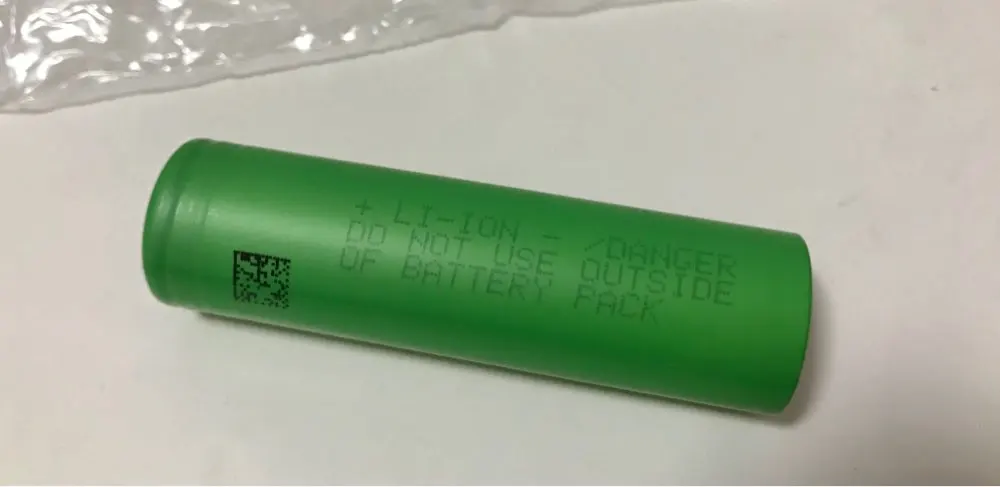 + LI-ION - /DANGER
DO NOT USE OUTSIDE
OF BATTERY PACK